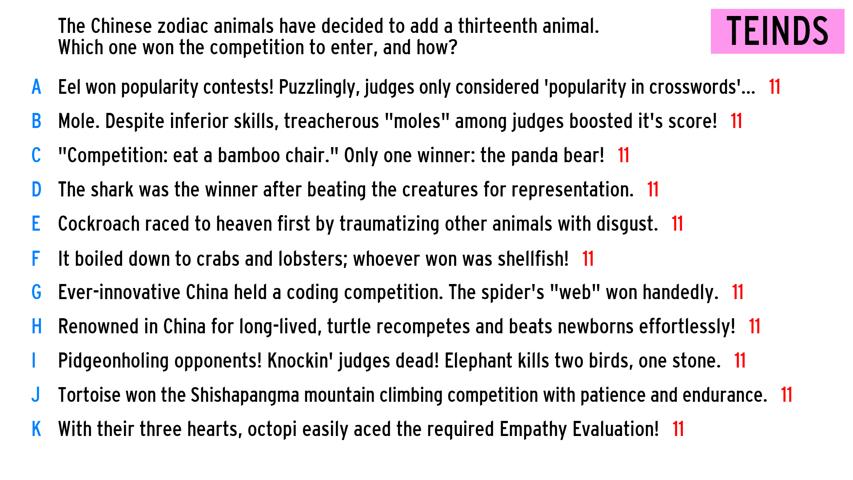 The Chinese zodiac animals have decided to add a thirteenth animal.
Which one won the competition to enter, and how?
TEINDS
A Eel won popularity contests! Puzzlingly, judges only considered 'popularity in crosswords'... 11
B Mole. Despite inferior skills, treacherous "moles" among judges boosted it's score! 11
C "Competition: eat a bamboo chair." Only one winner: the panda bear! 11
D The shark was the winner after beating the creatures for representation. 11
E Cockroach raced to heaven first by traumatizing other animals with disgust. 11
F It boiled down to crabs and lobsters; whoever won was shellfish! 11
G Ever-innovative China held a coding competition. The spider's "web" won handedly. 11
H Renowned in China for long-lived, turtle recompetes and beats newborns effortlessly! 11
I Pidgeonholing opponents! Knockin' judges dead! Elephant kills two birds, one stone. 11
J Tortoise won the Shishapangma mountain climbing competition with patience and endurance. 11
K With their three hearts, octopi easily aced the required Empathy Evaluation! 11